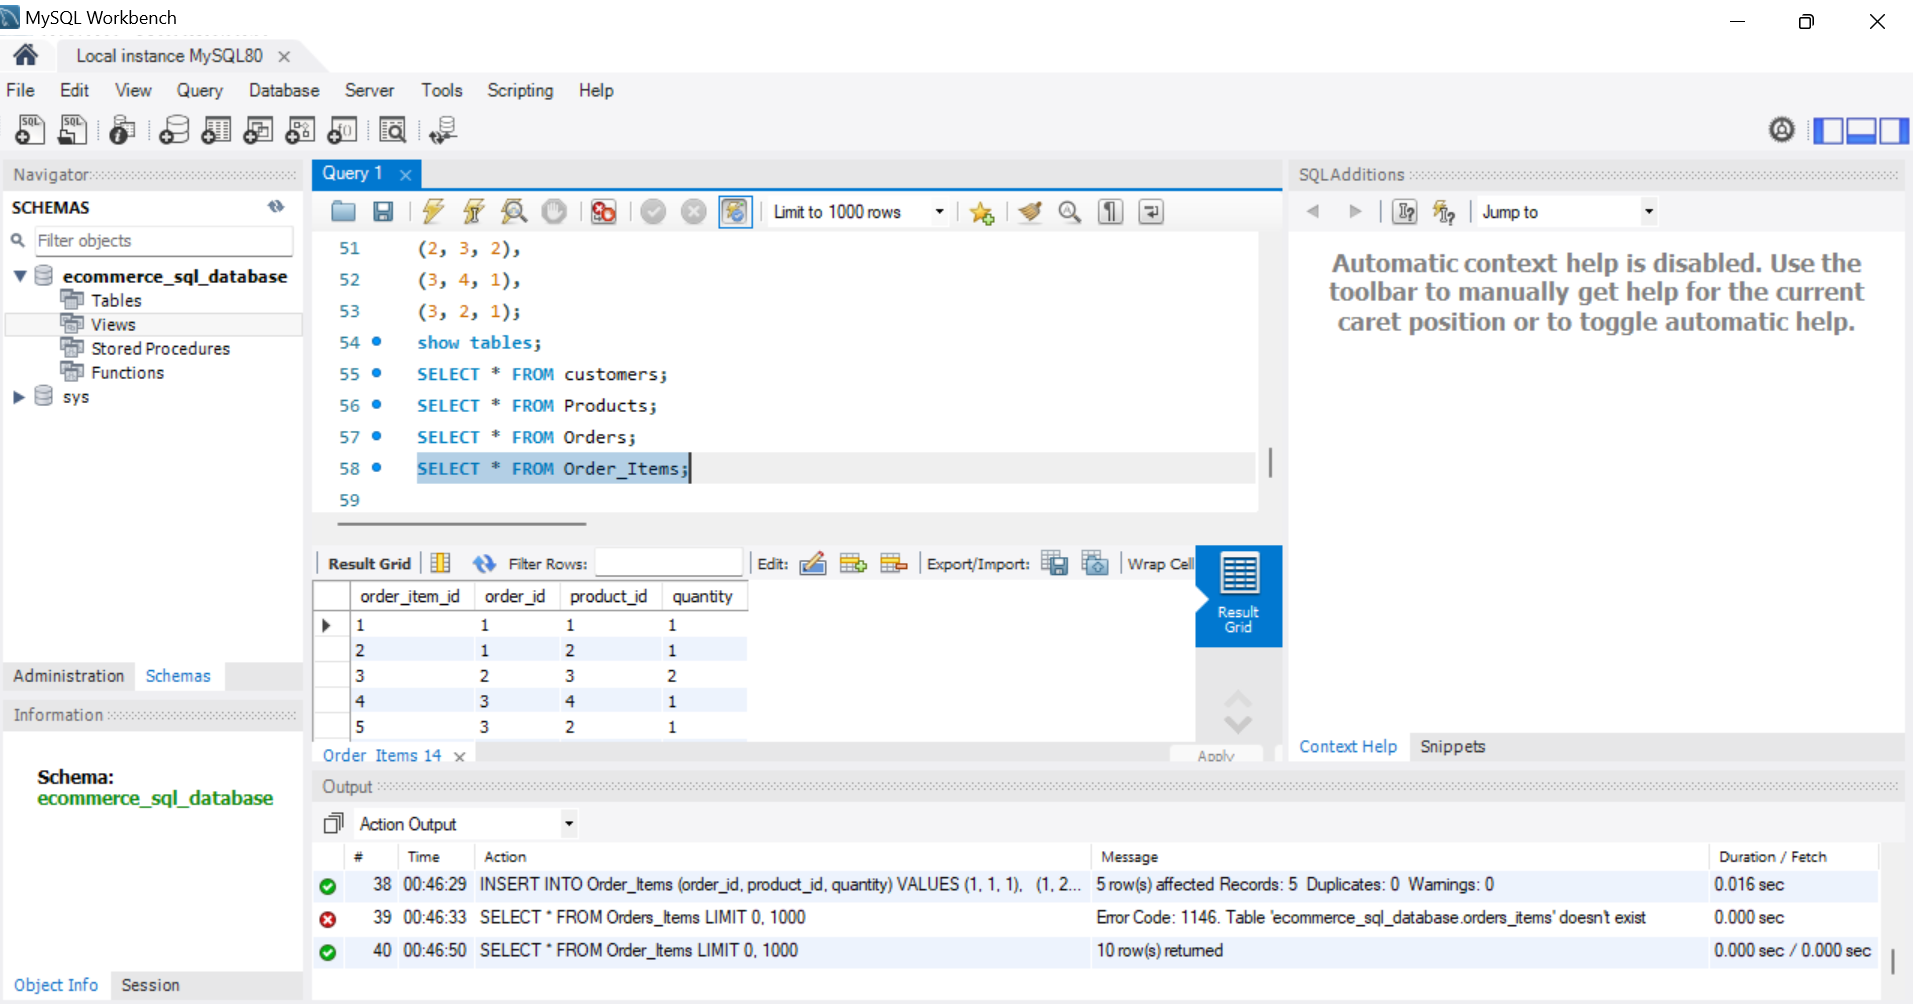 MySQL Workbench
Local instance MySQL80
File Edit View Query Database Server Tools Scripting Help
Navigator
SCHEMAS
Filter objects
ecommerce_sql_database
Tables
Views
Stored Procedures
Functions
sys
Administration Schemas
Information
Schema:
ecommerce_sql_database
Object Info Session
Query 1
Limit to 1000 rows
51 (2, 3, 2),
52 (3, 4, 1),
53 (3, 2, 1);
54 show tables;
55 SELECT * FROM customers;
56 SELECT * FROM Products;
57 SELECT * FROM Orders;
58 SELECT * FROM Order_Items;
59
Result Grid Filter Rows: Edit: Export/Import: Wrap Cell
order_item_id order_id product_id quantity
1 1 1 1
2 1 2 1
3 2 3 2
4 3 4 1
5 3 2 1
Result
Grid
Order_Items 14 Apply
SQLAdditions
Jump to
Automatic context help is disabled. Use the
toolbar to manually get help for the current
caret position or to toggle automatic help.
Context Help Snippets
Output
Action Output
# Time Action Message Duration / Fetch
38 00:46:29 INSERT INTO Order_Items (order_id, product_id, quantity) VALUES (1, 1, 1), (1, 2... 5 row(s) affected Records: 5 Duplicates: 0 Warnings: 0 0.016 sec
39 00:46:33 SELECT * FROM Orders_Items LIMIT 0, 1000 Error Code: 1146. Table 'ecommerce_sql_database.orders_items' doesn't exist 0.000 sec
40 00:46:50 SELECT * FROM Order_Items LIMIT 0, 1000 10 row(s) returned 0.000 sec / 0.000 sec